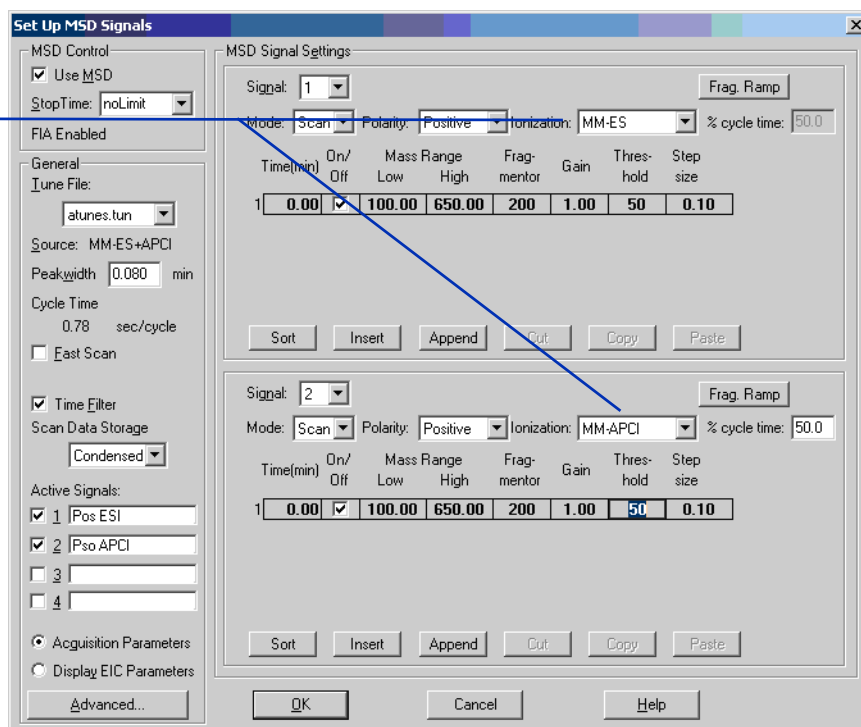 Set Up MSD Signals
MSD Control
Use MSD
StopTime: noLimit
FIA Enabled
General
Tune File:
atunes.tun
Source: MM-ES+APCI
Peakwidth 0.080 min
Cycle Time
0.78 sec/cycle
Fast Scan
Time Filter
Scan Data Storage
Condensed
Active Signals:
1 Pos ESI
2 Pso APCI
3
4
Acquisition Parameters
Display EIC Parameters
Advanced...
MSD Signal Settings
Signal: 1
Frag. Ramp
Mode: Scan Polarity: Positive Ionization: MM-ES % cycle time: 50.0
Time(min) On/ Off Mass Range Low High Frag- mentor Gain Thres- hold Step size
1 0.00 100.00 650.00 200 1.00 50 0.10
Sort Insert Append Cut Copy Paste
Signal: 2
Frag. Ramp
Mode: Scan Polarity: Positive Ionization: MM-APCI % cycle time: 50.0
Time(min) On/ Off Mass Range Low High Frag- mentor Gain Thres- hold Step size
1 0.00 100.00 650.00 200 1.00 50 0.10
Sort Insert Append Cut Copy Paste
OK Cancel Help